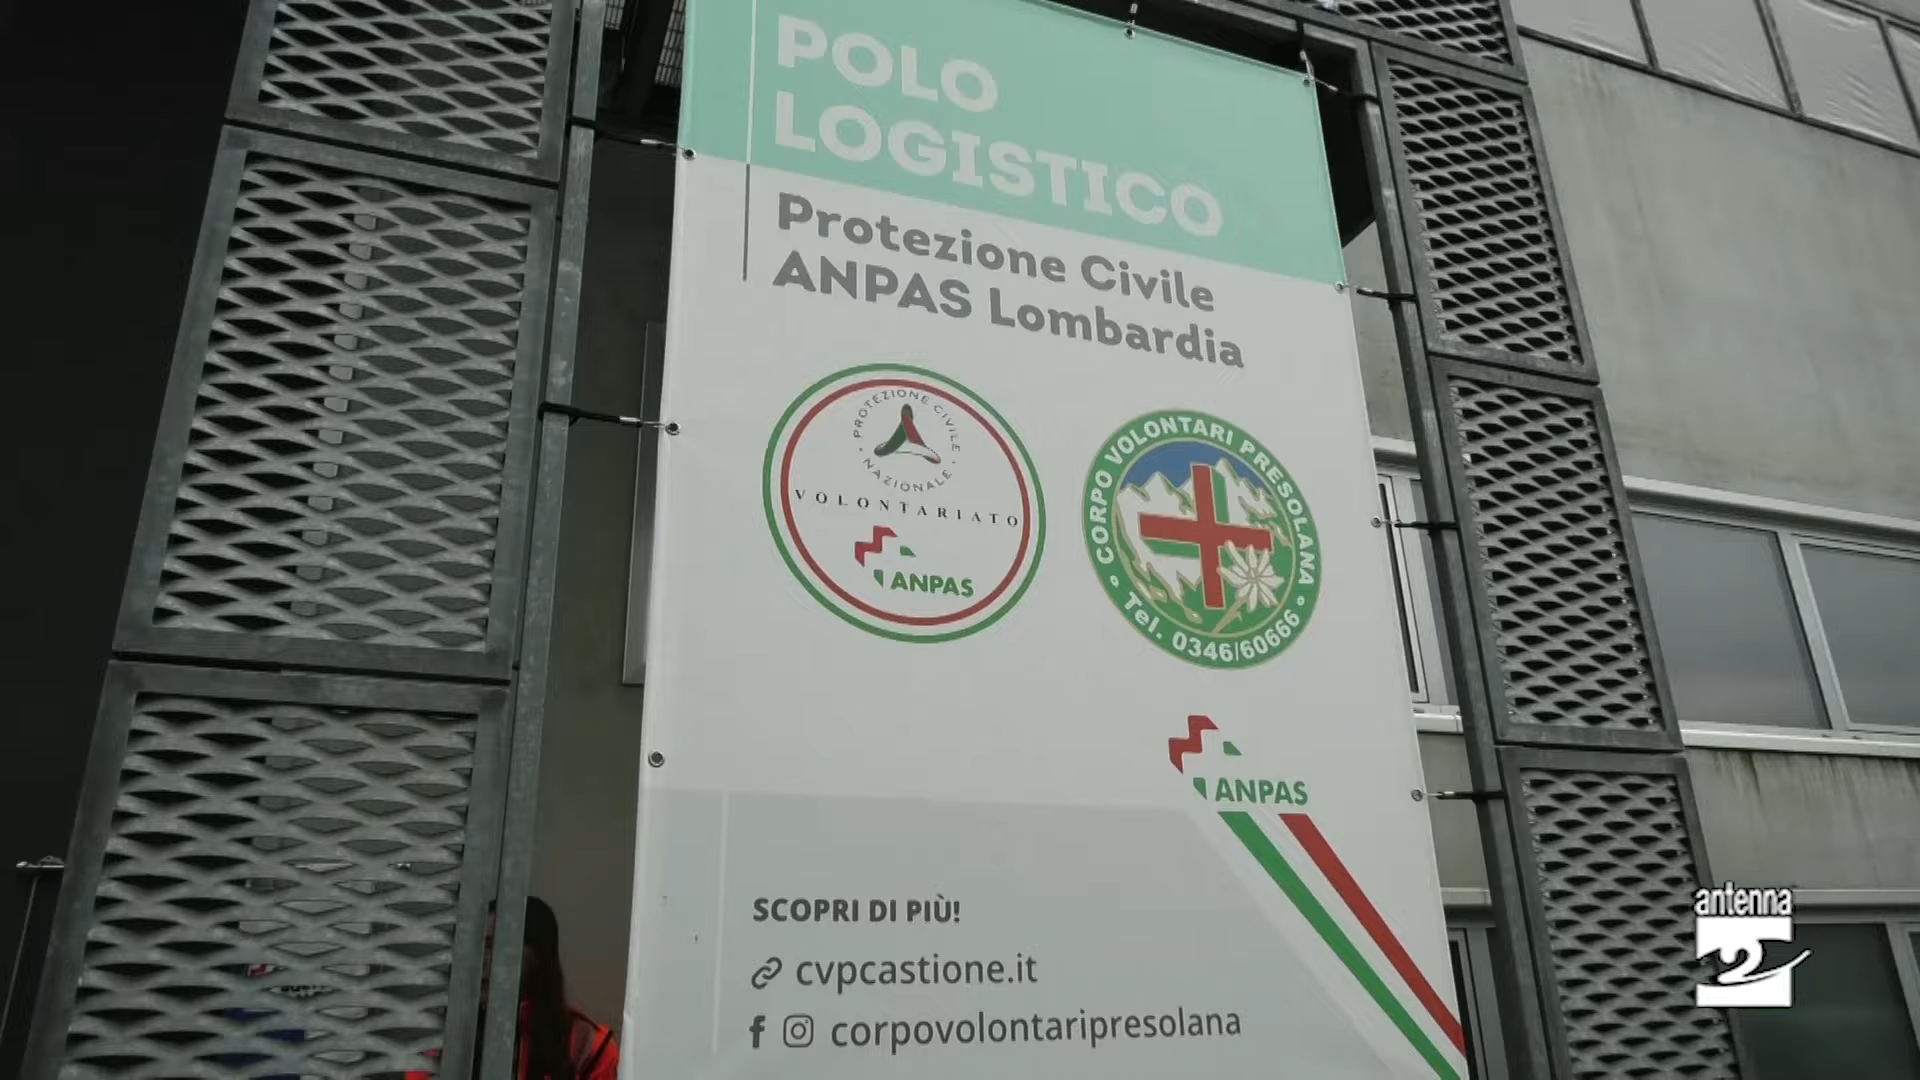 POLO
LOGISTICO
Protezione Civile
ANPAS Lombardia
PROTEZIONE CIVILE
NAZIONALE
VOLONTARIATO
ANPAS
CORPO VOLONTARI PRESOLANA
Tel. 0346/60666
ANPAS
SCOPRI DI PIÙ!
cvpcastione.it
f corpovolontaripresolana
antenna
2